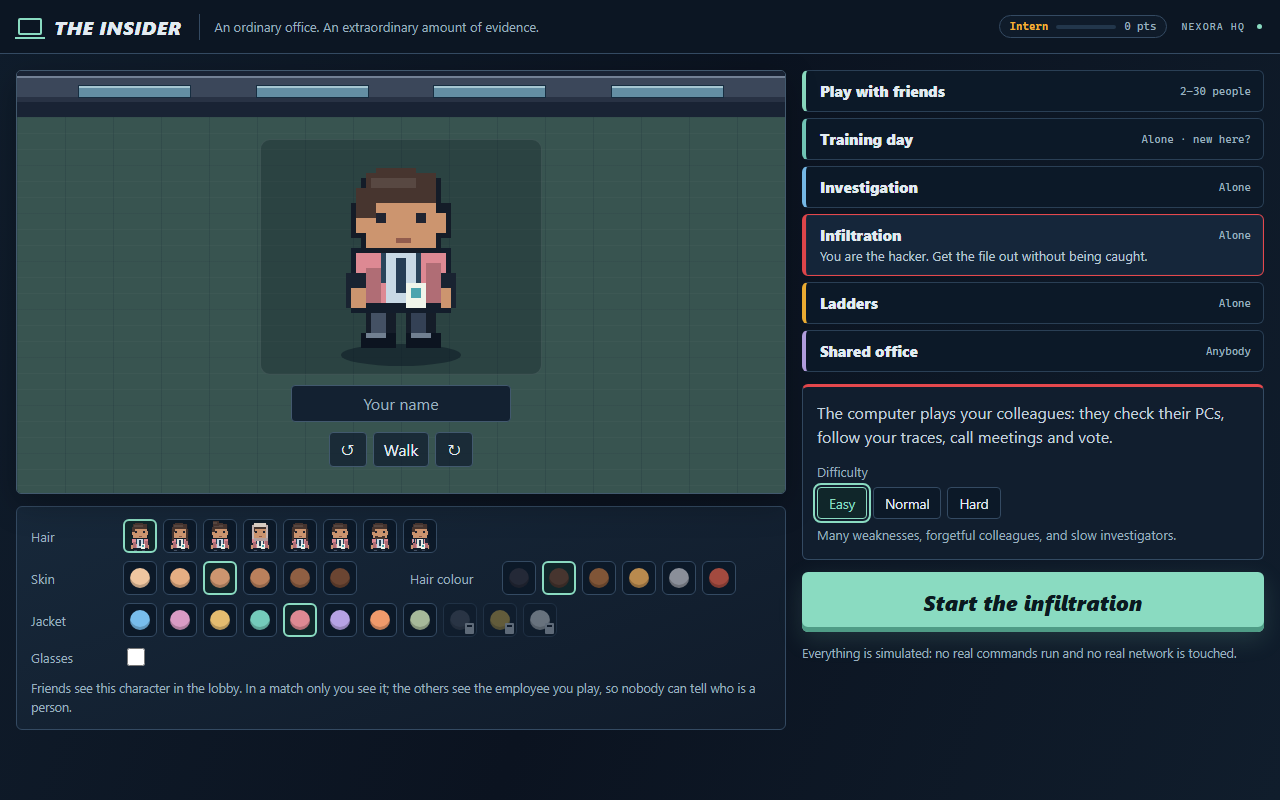 THE INSIDER
An ordinary office. An extraordinary amount of evidence.
Intern 0 pts
NEXORA HQ
Your name
↺ Walk ↻
Hair
Skin
Hair colour
Jacket
Glasses
Friends see this character in the lobby. In a match only you see it; the others see the employee you play, so nobody can tell who is a
person.
Play with friends
2–30 people
Training day
Alone · new here?
Investigation
Alone
Infiltration
Alone
You are the hacker. Get the file out without being caught.
Ladders
Alone
Shared office
Anybody
The computer plays your colleagues: they check their PCs,
follow your traces, call meetings and vote.
Difficulty
Easy Normal Hard
Many weaknesses, forgetful colleagues, and slow investigators.
Start the infiltration
Everything is simulated: no real commands run and no real network is touched.